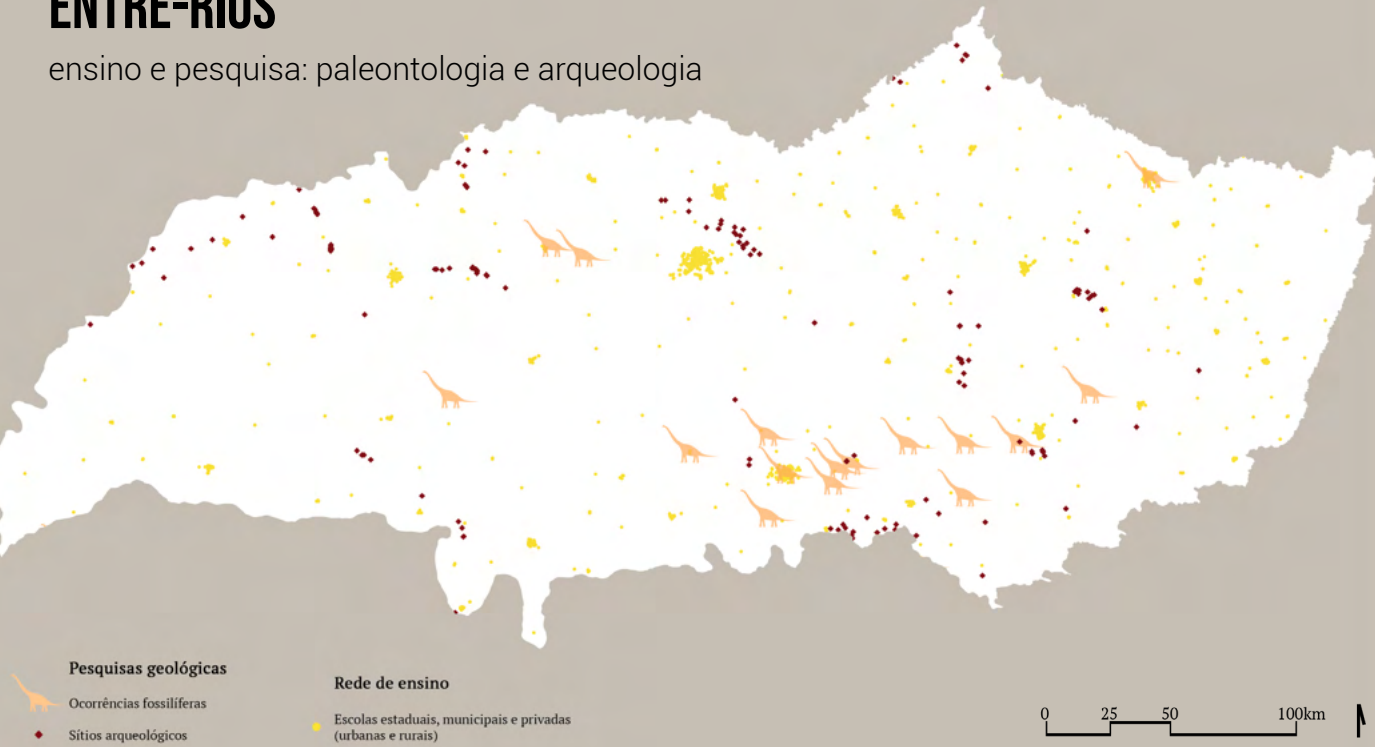 ENTRE-RIOS
ensino e pesquisa: paleontologia e arqueologia
Pesquisas geológicas
Ocorrências fossilíferas
Sítios arqueológicos
Rede de ensino
Escolas estaduais, municipais e privadas
(urbanas e rurais)
0 25 50 100km